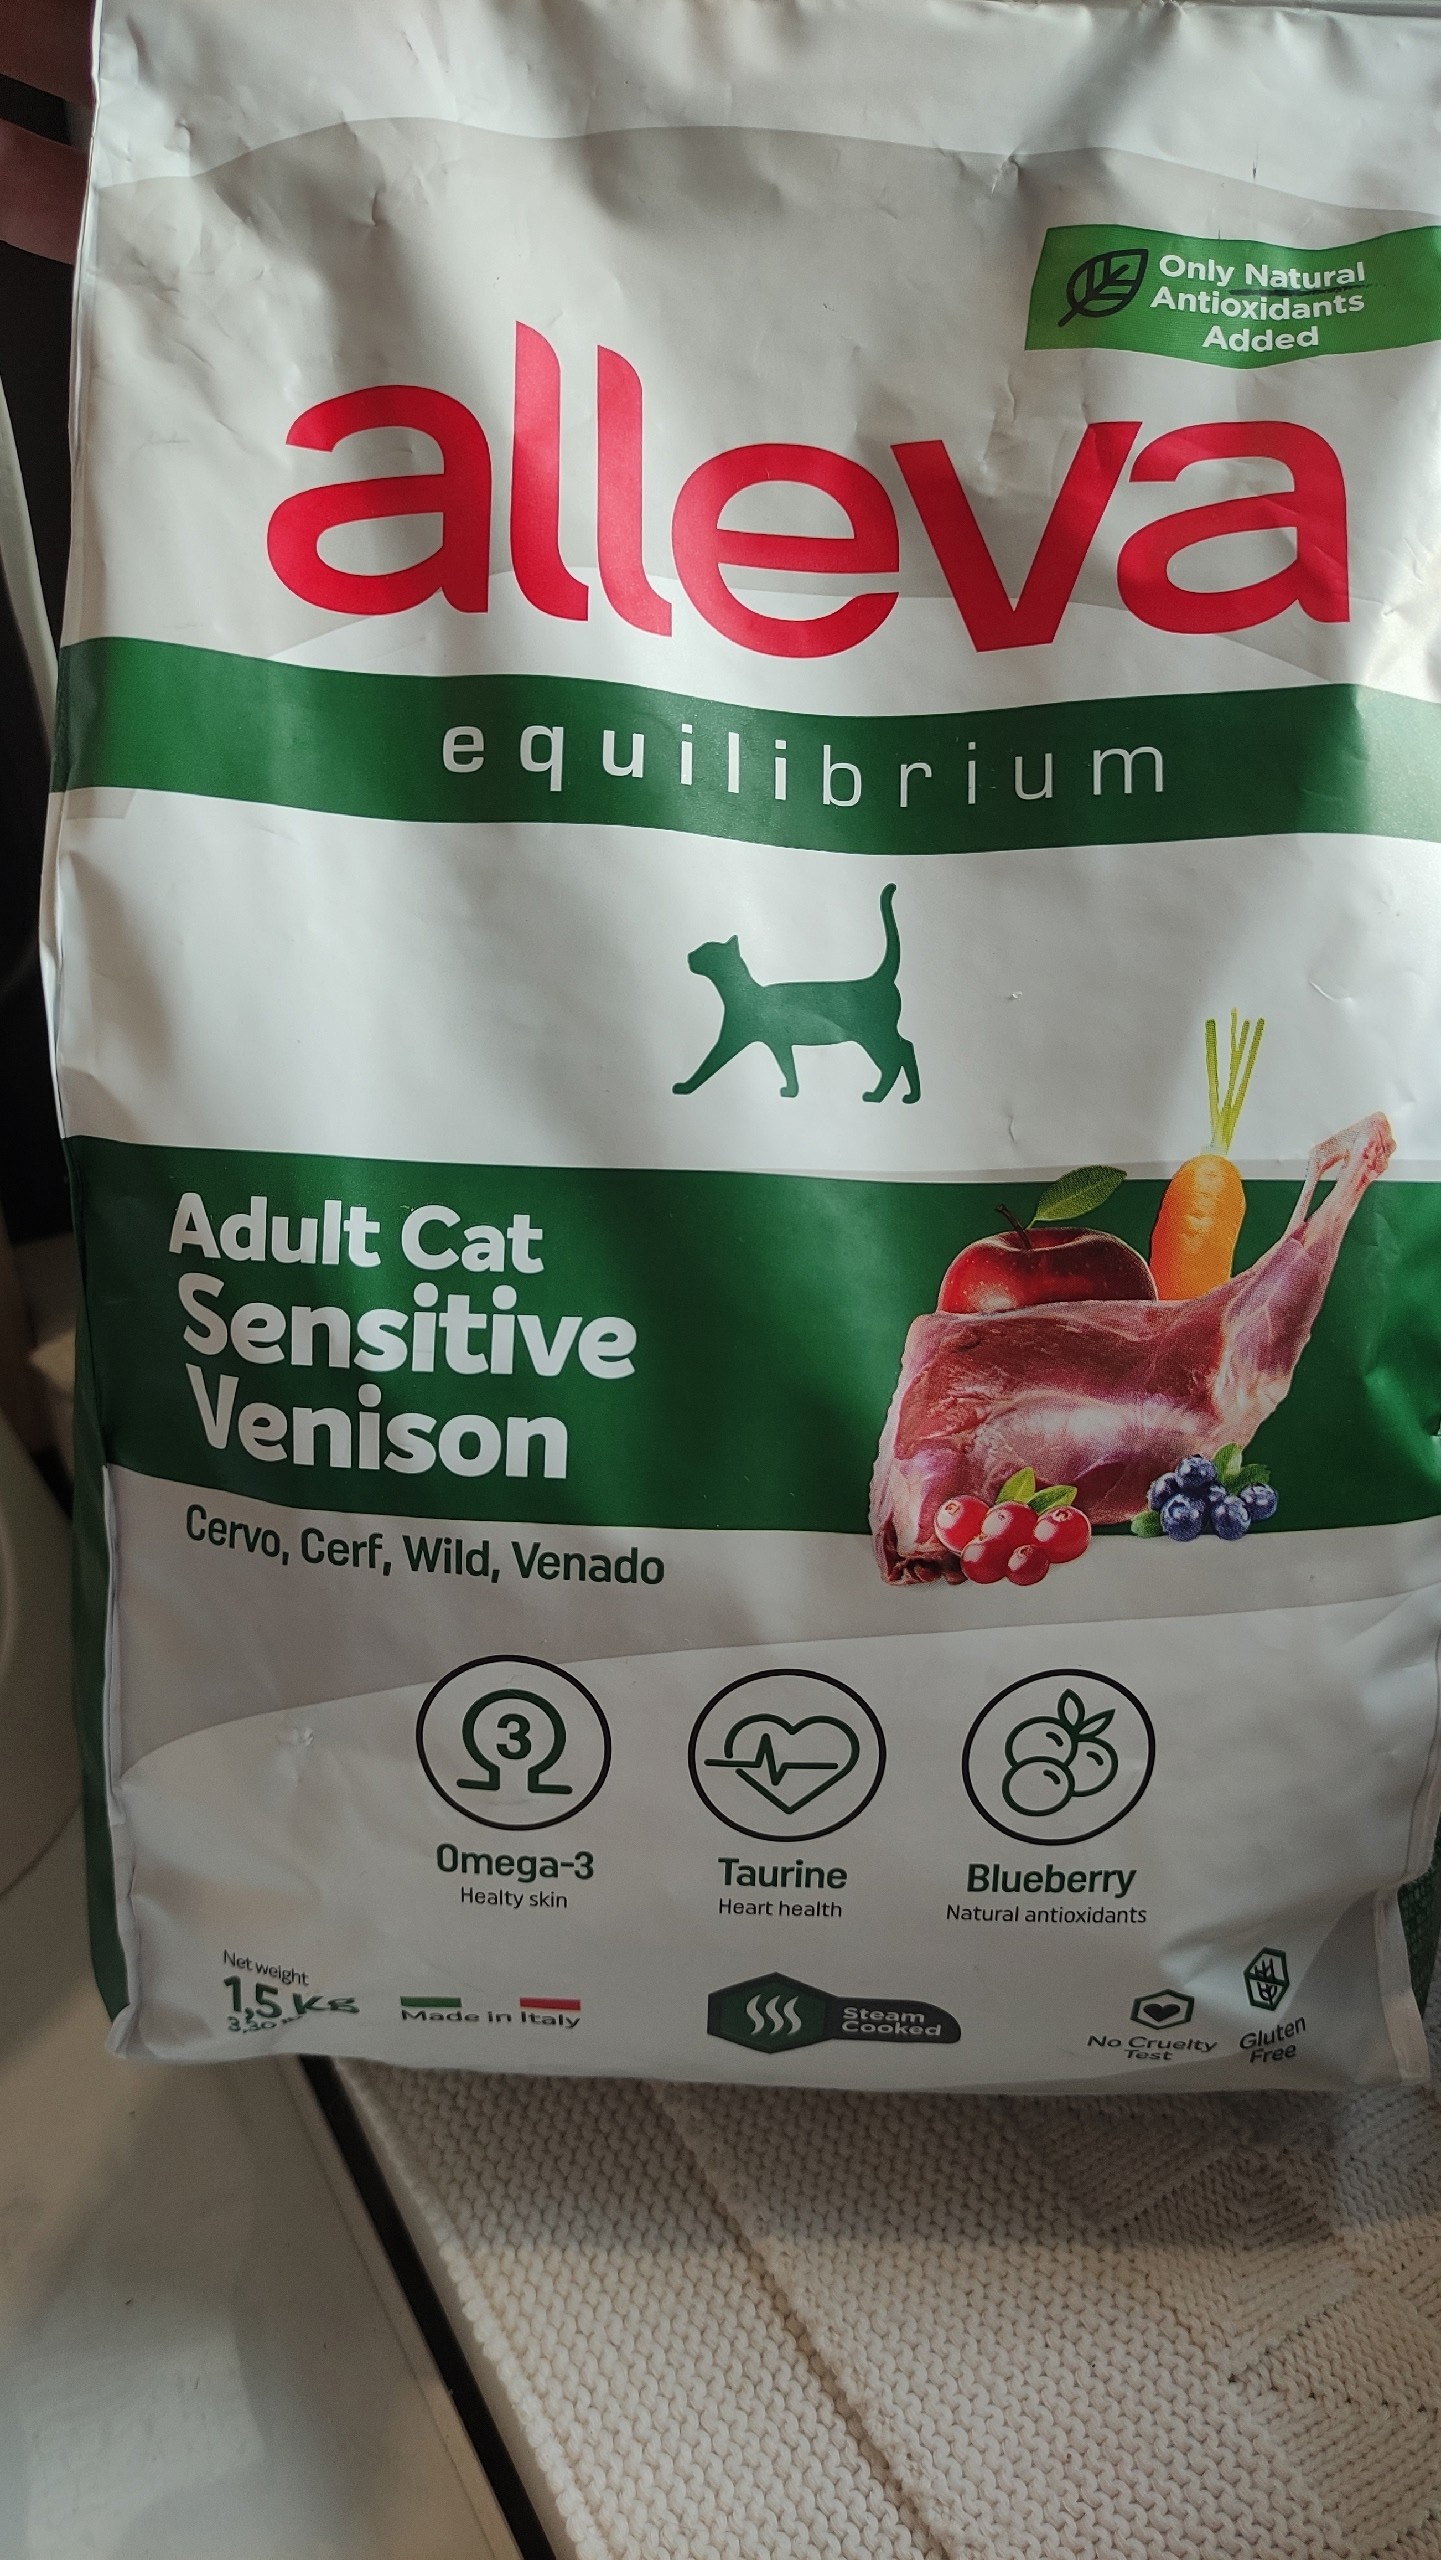 Only Natural
Antioxidants
Added
alleva
equilibrium
Adult Cat
Sensitive
Venison
Cervo, Cerf, Wild, Venado
3
Omega-3
Healty skin
Taurine
Heart health
Blueberry
Natural antioxidants
Net weight
1,5 KG
3,30
Made in Italy
Steam
Cooked
No Cruelty
Test
Gluten
Free